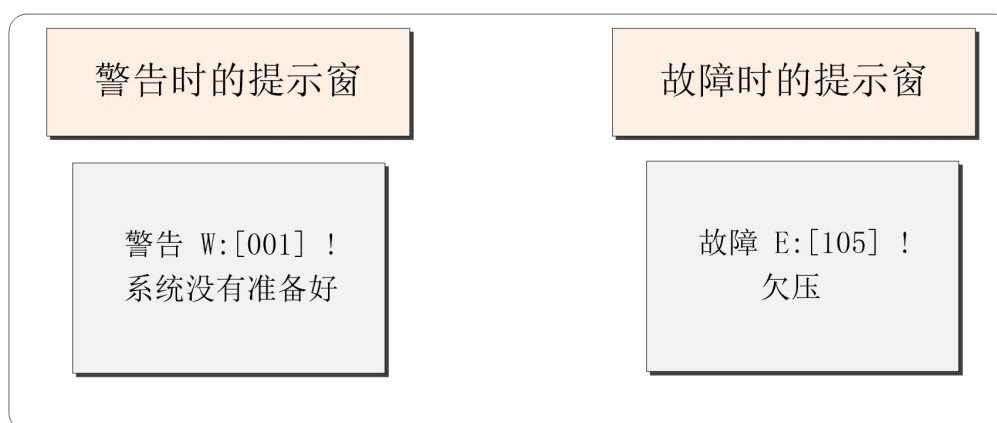 警告时的提示窗
故障时的提示窗
警告 W:[001] !
系统没有准备好
故障 E:[105] !
欠压